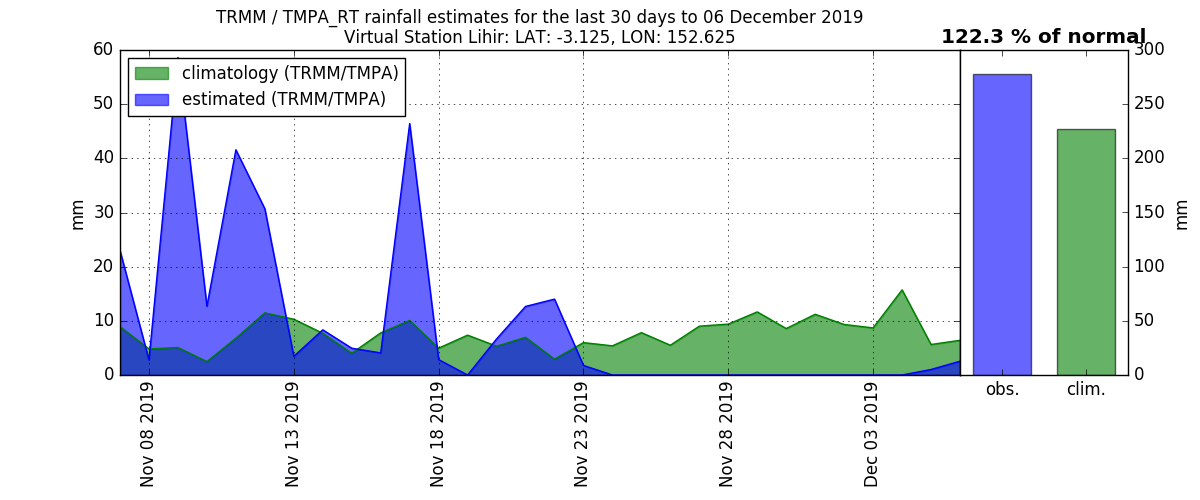 TRMM / TMPA_RT rainfall estimates for the last 30 days to 06 December 2019
Virtual Station Lihir: LAT: -3.125, LON: 152.625
122.3 % of normal
climatology (TRMM/TMPA)
estimated (TRMM/TMPA)
60
50
40
30
20
10
0
mm
Nov 08 2019
Nov 13 2019
Nov 18 2019
Nov 23 2019
Nov 28 2019
Dec 03 2019
obs.
clim.
300
250
200
150
100
50
0
mm